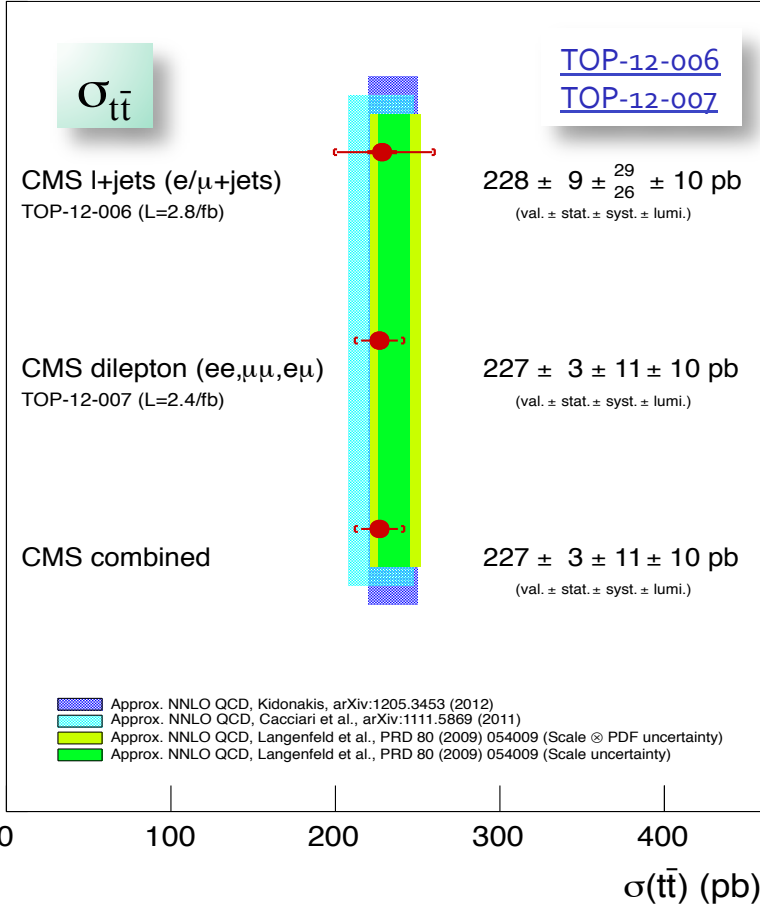 σtt̄
TOP-12-006
TOP-12-007
CMS l+jets (e/μ+jets)
228 ± 9 ± 29 26 ± 10 pb
TOP-12-006 (L=2.8/fb)
(val. ± stat. ± syst. ± lumi.)
CMS dilepton (ee,μμ,eμ)
227 ± 3 ± 11 ± 10 pb
TOP-12-007 (L=2.4/fb)
(val. ± stat. ± syst. ± lumi.)
CMS combined
227 ± 3 ± 11 ± 10 pb
(val. ± stat. ± syst. ± lumi.)
Approx. NNLO QCD, Kidonakis, arXiv:1205.3453 (2012)
Approx. NNLO QCD, Cacciari et al., arXiv:1111.5869 (2011)
Approx. NNLO QCD, Langenfeld et al., PRD 80 (2009) 054009 (Scale ⊗ PDF uncertainty)
Approx. NNLO QCD, Langenfeld et al., PRD 80 (2009) 054009 (Scale uncertainty)
0 100 200 300 400
σ(tt̄) (pb)